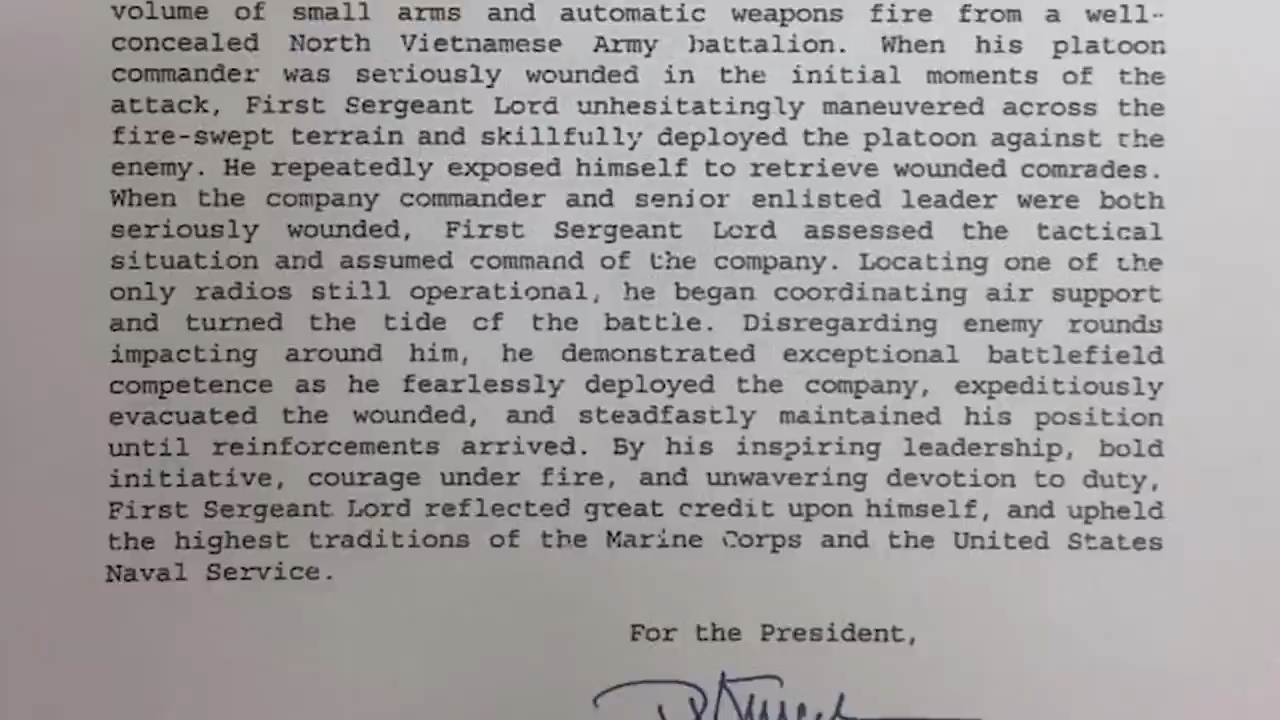 volume of small arms and automatic weapons fire from a well-
concealed North Vietnamese Army battalion. When his platoon
commander was seriously wounded in the initial moments of the
attack, First Sergeant Lord unhesitatingly maneuvered across the
fire-swept terrain and skillfully deployed the platoon against the
enemy. He repeatedly exposed himself to retrieve wounded comrades.
When the company commander and senior enlisted leader were both
seriously wounded, First Sergeant Lord assessed the tactical
situation and assumed command of the company. Locating one of the
only radios still operational, he began coordinating air support
and turned the tide of the battle. Disregarding enemy rounds
impacting around him, he demonstrated exceptional battlefield
competence as he fearlessly deployed the company, expeditiously
evacuated the wounded, and steadfastly maintained his position
until reinforcements arrived. By his inspiring leadership, bold
initiative, courage under fire, and unwavering devotion to duty,
First Sergeant Lord reflected great credit upon himself, and upheld
the highest traditions of the Marine Corps and the United States
Naval Service.
For the President,